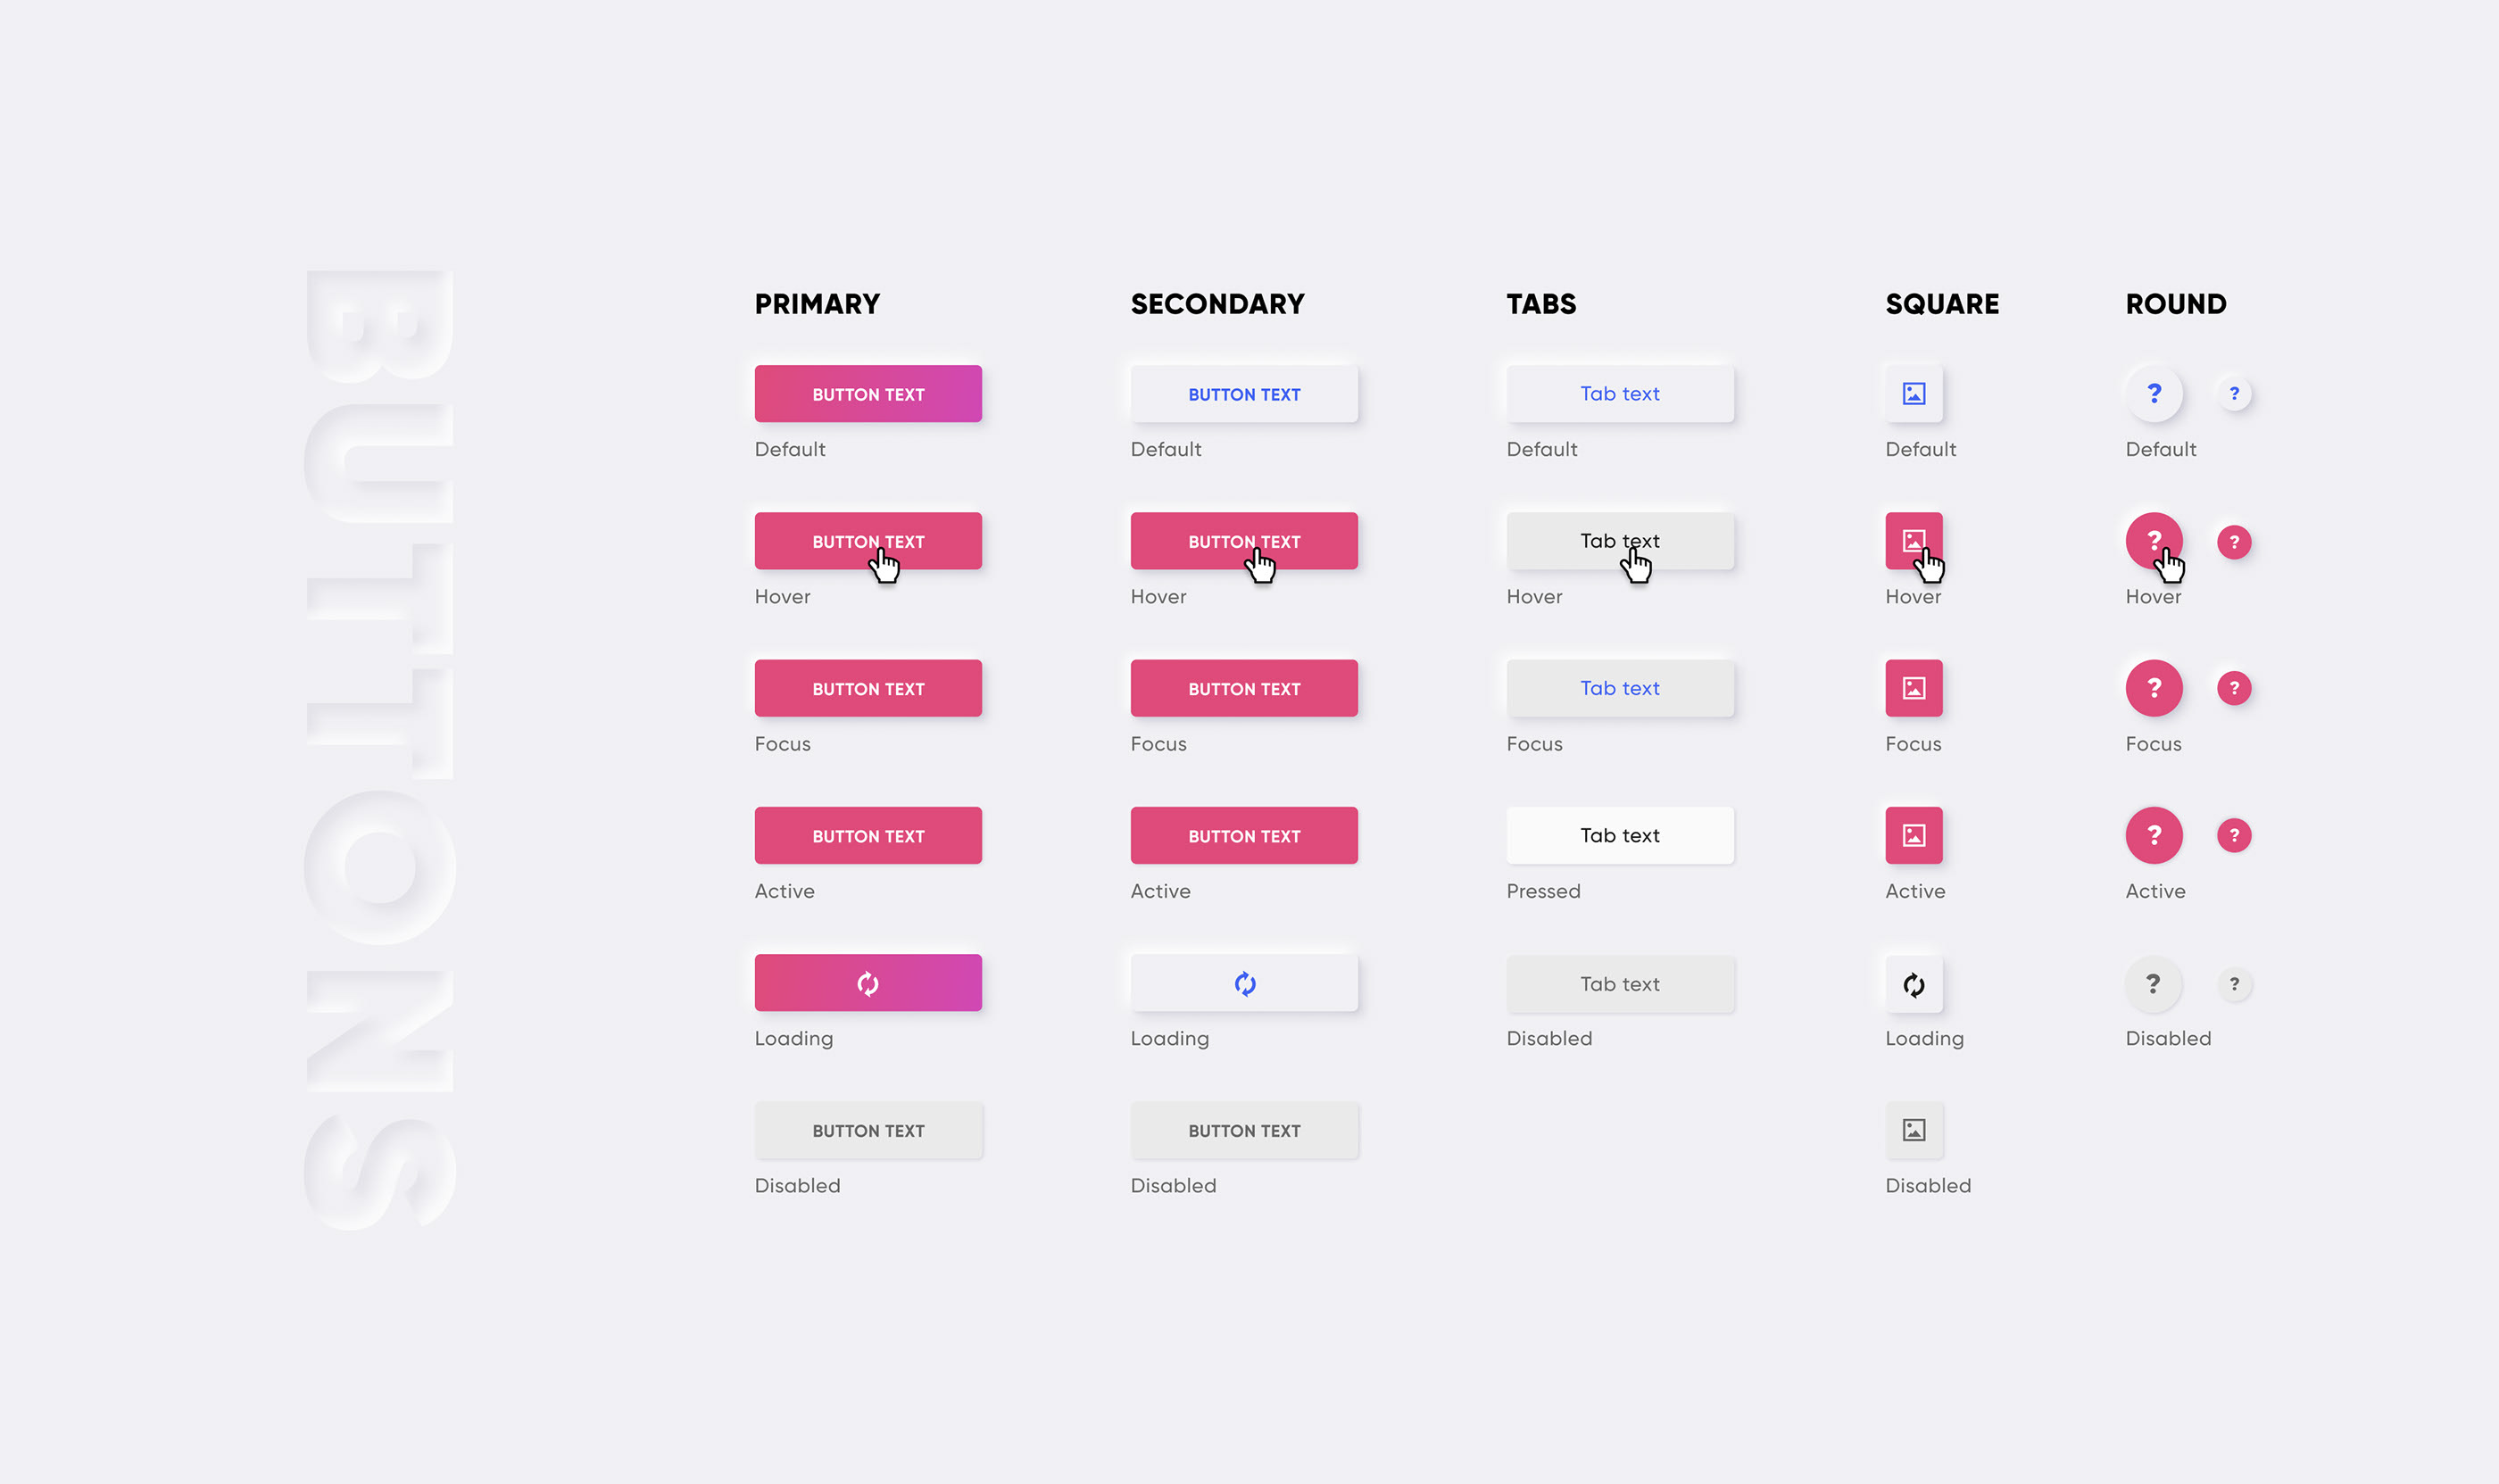 BUTTONS
PRIMARY SECONDARY TABS SQUARE ROUND
BUTTON TEXT BUTTON TEXT Tab text ? ?
Default Default Default Default Default
BUTTON TEXT BUTTON TEXT Tab text ? ?
Hover Hover Hover Hover Hover
BUTTON TEXT BUTTON TEXT Tab text ? ?
Focus Focus Focus Focus Focus
BUTTON TEXT BUTTON TEXT Tab text ? ?
Active Active Pressed Active Active
Tab text ? ?
Loading Loading Disabled Loading Disabled
BUTTON TEXT BUTTON TEXT
Disabled Disabled Disabled